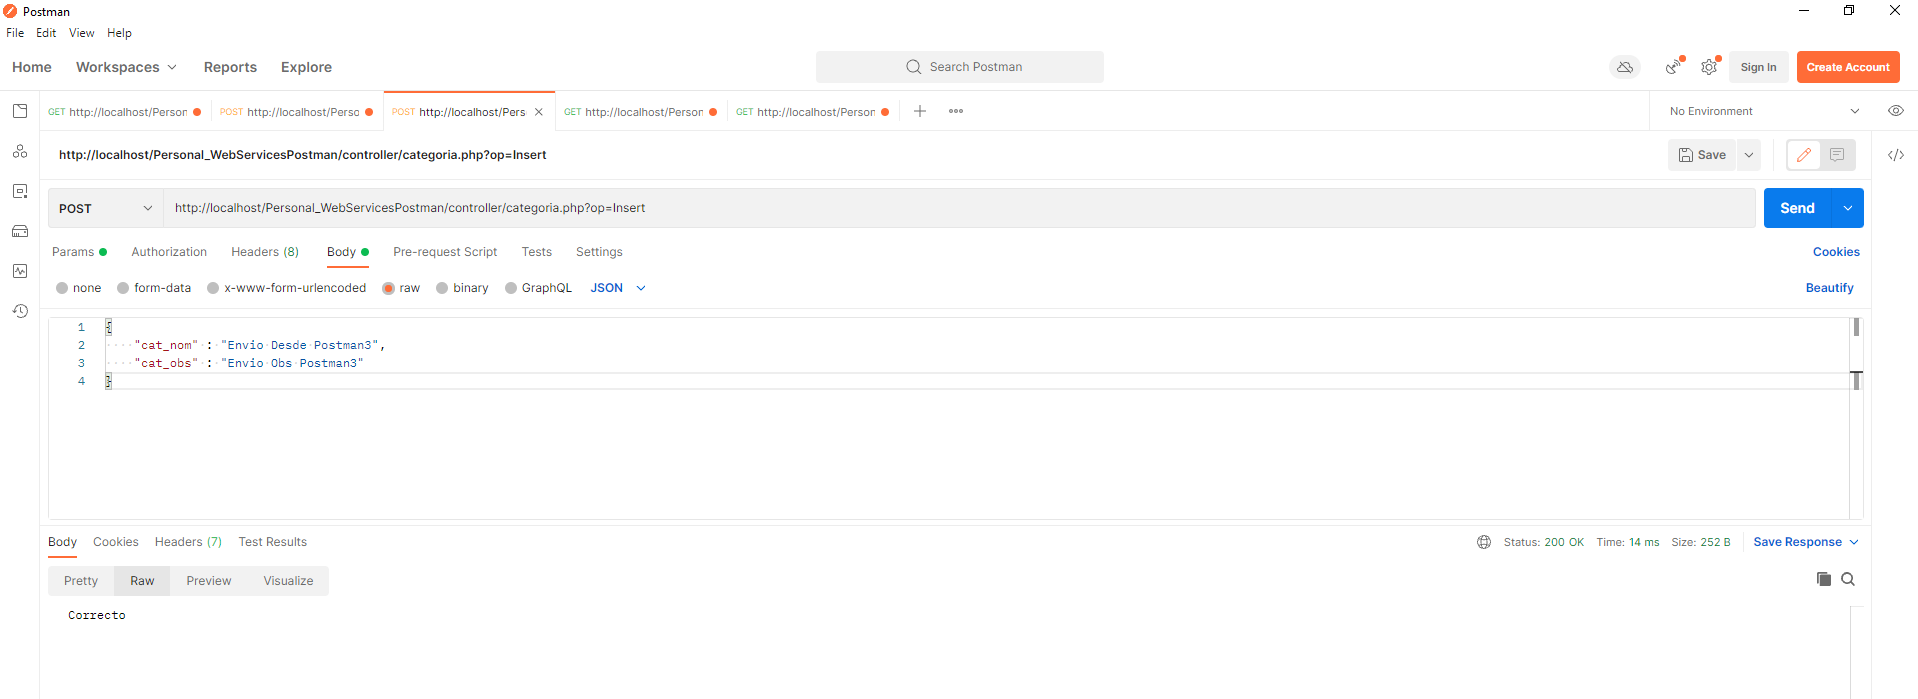 Postman
File Edit View Help
Home Workspaces Reports Explore Search Postman Sign In Create Account
GET http://localhost/Person POST http://localhost/Perso POST http://localhost/Pers GET http://localhost/Person GET http://localhost/Person No Environment
http://localhost/Personal_WebServicesPostman/controller/categoria.php?op=Insert Save
POST http://localhost/Personal_WebServicesPostman/controller/categoria.php?op=Insert Send
Params Authorization Headers (8) Body Pre-request Script Tests Settings Cookies
none form-data x-www-form-urlencoded raw binary GraphQL JSON Beautify
1 {
2 "cat_nom" : "Envio Desde Postman3",
3 "cat_obs" : "Envio Obs Postman3"
4 }
Body Cookies Headers (7) Test Results Status: 200 OK Time: 14 ms Size: 252 B Save Response
Pretty Raw Preview Visualize
Correcto